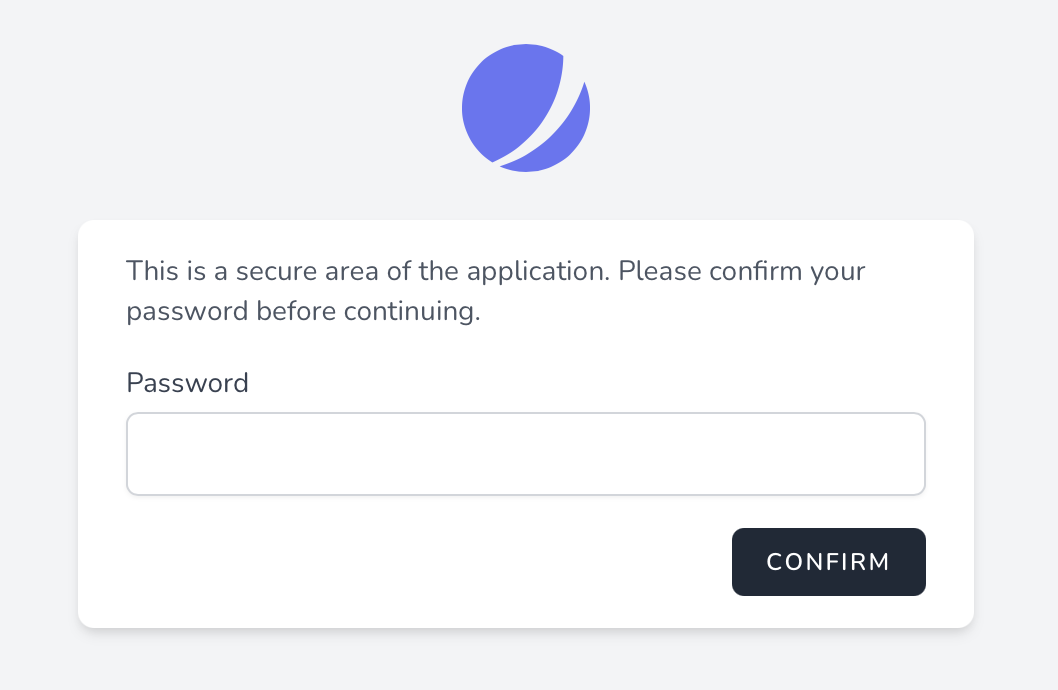 This is a secure area of the application. Please confirm your
password before continuing.
Password
CONFIRM